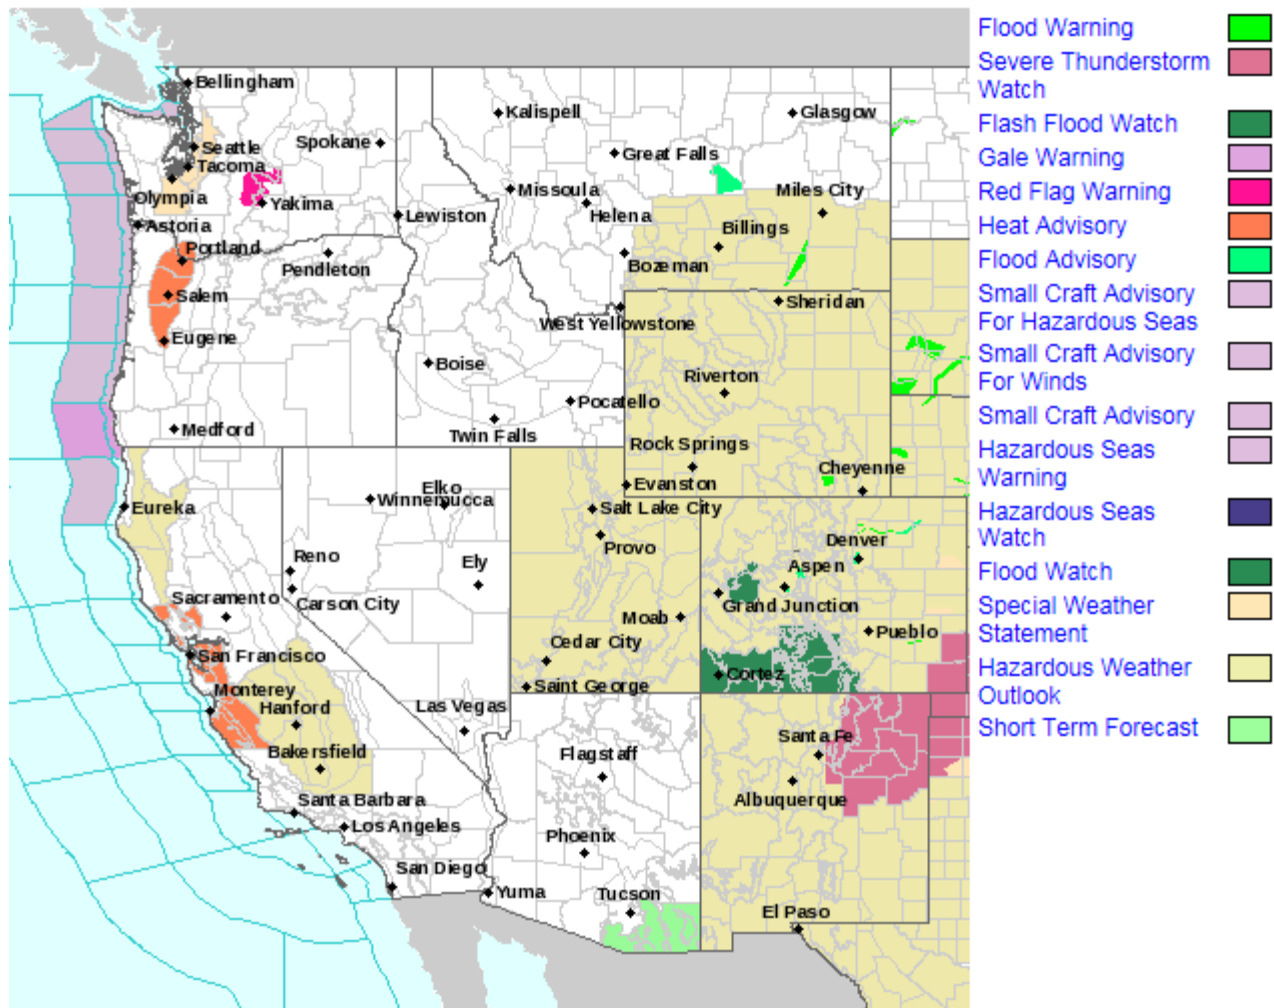 Bellingham
Kalispell
Glasgow
Spokane
Seattle
Great Falls
Tacoma
Missoula
Miles City
Olympia
Yakima
Lewiston
Helena
Astoria
Billings
Portland
Pendleton
Bozeman
Salem
Sheridan
West Yellowstone
Eugene
Boise
Riverton
Pocatello
Medford
Twin Falls
Rock Springs
Cheyenne
Elko
Evanston
Winnemucca
Eureka
Salt Lake City
Denver
Provo
Reno
Ely
Aspen
Sacramento
Carson City
Grand Junction
Moab
Pueblo
Cedar City
San Francisco
Cortez
Saint George
Monterey
Hanford
Las Vegas
Santa Fe
Bakersfield
Flagstaff
Santa Barbara
Albuquerque
Los Angeles
Phoenix
San Diego
Yuma
Tucson
El Paso
Flood Warning
Severe Thunderstorm
Watch
Flash Flood Watch
Gale Warning
Red Flag Warning
Heat Advisory
Flood Advisory
Small Craft Advisory
For Hazardous Seas
Small Craft Advisory
For Winds
Small Craft Advisory
Hazardous Seas
Warning
Hazardous Seas
Watch
Flood Watch
Special Weather
Statement
Hazardous Weather
Outlook
Short Term Forecast